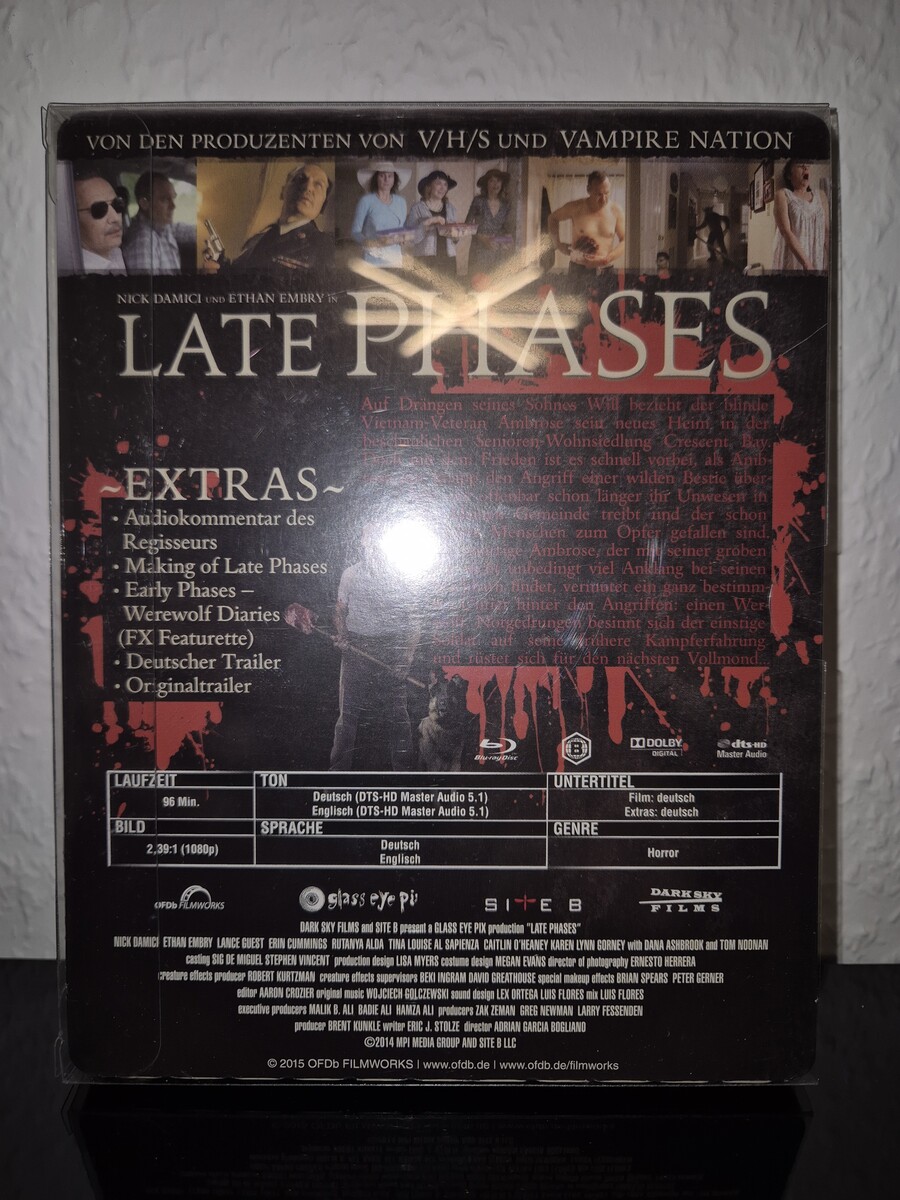 VON DEN PRODUZENTEN VON V/H/S UND VAMPIRE NATION
NICK DAMICI UND ETHAN EMBRY IN
LATE PHASES
Auf Drängen seines Sohnes Will bezieht der blinde
Vietnam-Veteran Ambrose sein neues Heim in der
beschaulichen Senioren-Wohnsiedlung Crescent Bay.
Frieden ist es schnell vorbei, als Amb-
den Angriff einer wilden Bestie über-
offenbar schon länger ihr Unwesen in
Gemeinde treibt und der schon
Menschen zum Opfer gefallen sind.
Ambrose, der mit seiner groben
unbedingt viel Anklang bei seinen
findet, vermutet ein ganz bestimm-
hinter den Angriffen: einen Wer-
Notgedrungen besinnt sich der einstige
Soldat auf seine frühere Kampferfahrung
und rüstet sich für den nächsten Vollmond...
~EXTRAS~
· Audiokommentar des
Regisseurs
· Making of Late Phases
· Early Phases –
Werewolf Diaries
(FX Featurette)
· Deutscher Trailer
· Originaltrailer
Blu-ray Disc
B
DOLBY
DIGITAL
dts-HD
Master Audio
LAUFZEIT
96 Min.
TON
Deutsch (DTS-HD Master Audio 5.1)
Englisch (DTS-HD Master Audio 5.1)
UNTERTITEL
Film: deutsch
Extras: deutsch
BILD
2,39:1 (1080p)
SPRACHE
Deutsch
Englisch
GENRE
Horror
OFDb FILMWORKS
glass eye pix
SITEB
DARK SKY
FILMS
DARK SKY FILMS and SITE B present a GLASS EYE PIX production "LATE PHASES"
NICK DAMICI ETHAN EMBRY LANCE GUEST ERIN CUMMINGS RUTANYA ALDA TINA LOUISE AL SAPIENZA CAITLIN O'HEANEY KAREN LYNN GORNEY with DANA ASHBROOK and TOM NOONAN
casting SIG DE MIGUEL STEPHEN VINCENT production design LISA MYERS costume design MEGAN EVANS director of photography ERNESTO HERRERA
creature effects producer ROBERT KURTZMAN creature effects supervisors BEKI INGRAM DAVID GREATHOUSE special makeup effects BRIAN SPEARS PETER GERNER
editor AARON CROZIER original music WOJCIECH GOLCZEWSKI sound design LEX ORTEGA LUIS FLORES mix LUIS FLORES
executive producers MALIK B. ALI BADIE ALI HAMZA ALI producers ZAK ZEMAN GREG NEWMAN LARRY FESSENDEN
producer BRENT KUNKLE writer ERIC J. STOLZE director ADRIAN GARCIA BOGLIANO
©2014 MPI MEDIA GROUP AND SITE B LLC
© 2015 OFDb FILMWORKS | www.ofdb.de | www.ofdb.de/filmworks